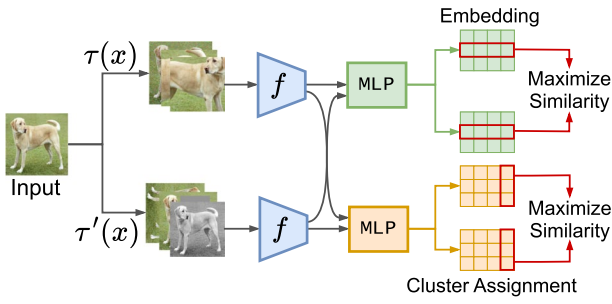 Embedding
τ(x)
f
MLP
Maximize
Similarity
Input
τ′(x)
f
MLP
Maximize
Similarity
Cluster Assignment